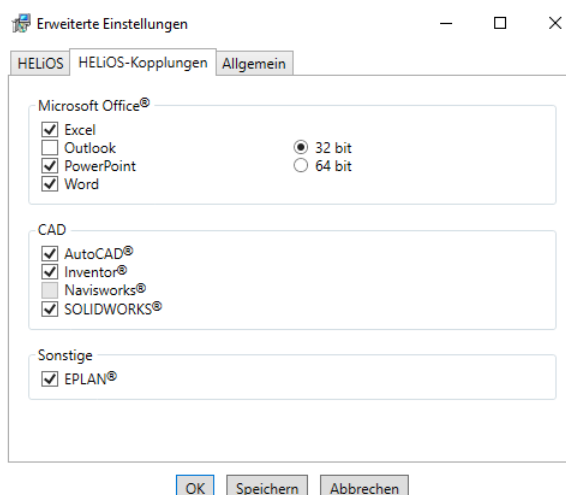 Erweiterte Einstellungen
HELiOS HELiOS-Kopplungen Allgemein
Microsoft Office®
Excel
Outlook 32 bit
PowerPoint 64 bit
Word
CAD
AutoCAD®
Inventor®
Navisworks®
SOLIDWORKS®
Sonstige
EPLAN®
OK Speichern Abbrechen